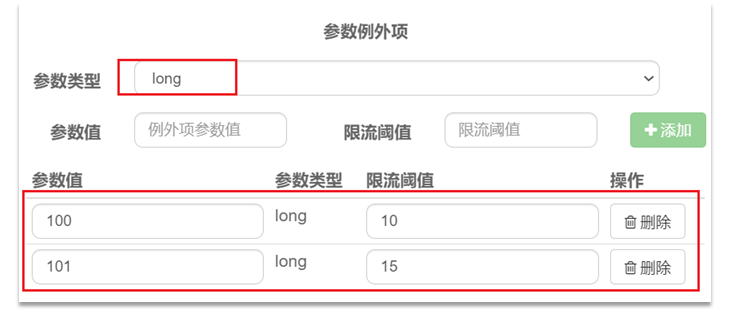 参数例外项
参数类型 long
参数值 例外项参数值 限流阈值 限流阈值 添加
参数值 参数类型 限流阈值 操作
100 long 10 删除
101 long 15 删除